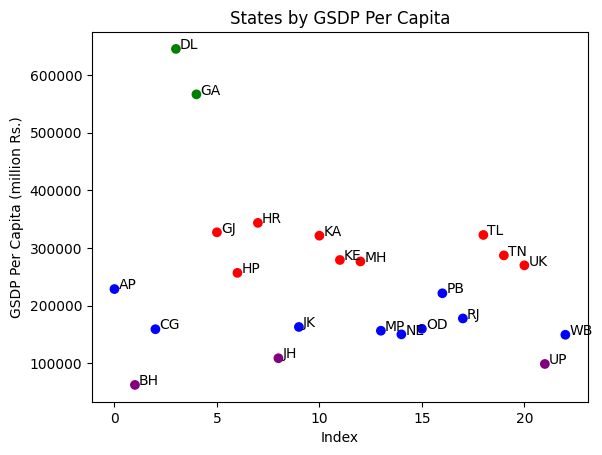 States by GSDP Per Capita
GSDP Per Capita (million Rs.)
600000
500000
400000
300000
200000
100000
DL
GA
GJ
HR
KA
TL
HP
KE
MH
TN
UK
AP
PB
CG
JK
MP
NE
OD
RJ
WB
BH
JH
UP
0
5
10
15
20
Index